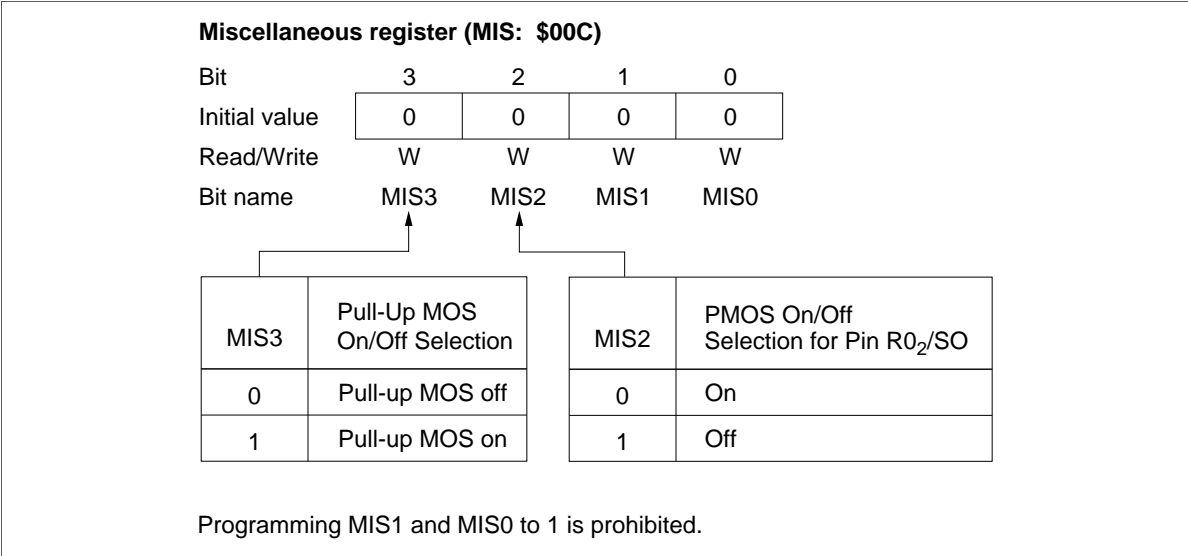 Miscellaneous register (MIS: $00C)
Bit 3 2 1 0
Initial value 0 0 0 0
Read/Write W W W W
Bit name MIS3 MIS2 MIS1 MIS0
MIS3 Pull-Up MOS
On/Off Selection
0 Pull-up MOS off
1 Pull-up MOS on
MIS2 PMOS On/Off
Selection for Pin R0₂/SO
0 On
1 Off
Programming MIS1 and MIS0 to 1 is prohibited.